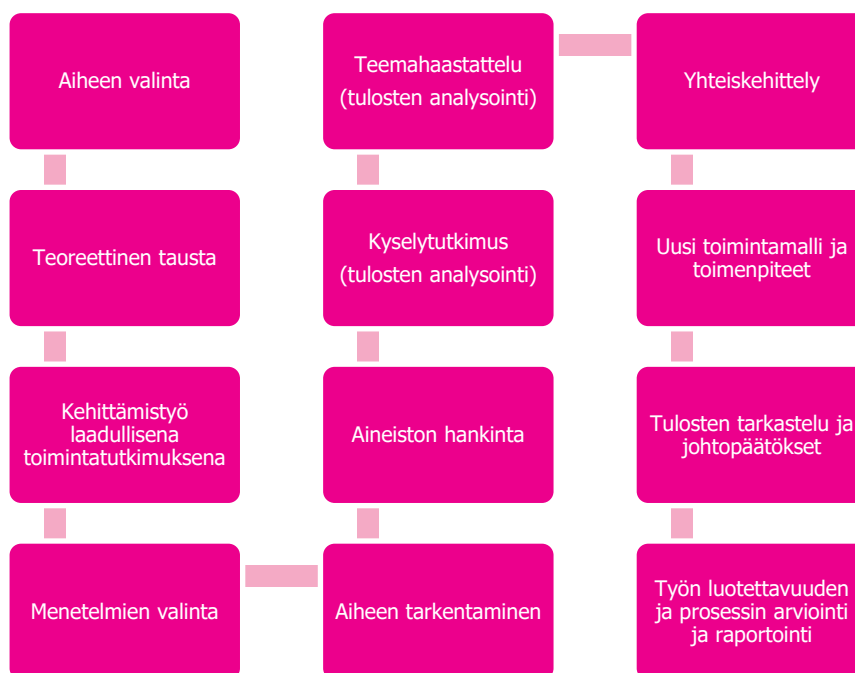 Aiheen valinta
Teoreettinen tausta
Kehittämistyö
laadullisena
toimintatutkimuksena
Menetelmien valinta
Aiheen tarkentaminen
Aineiston hankinta
Kyselytutkimus
(tulosten analysointi)
Teemahaastattelu
(tulosten analysointi)
Yhteiskehittely
Uusi toimintamalli ja
toimenpiteet
Tulosten tarkastelu ja
johtopäätökset
Työn luotettavuuden
ja prosessin arviointi
ja raportointi